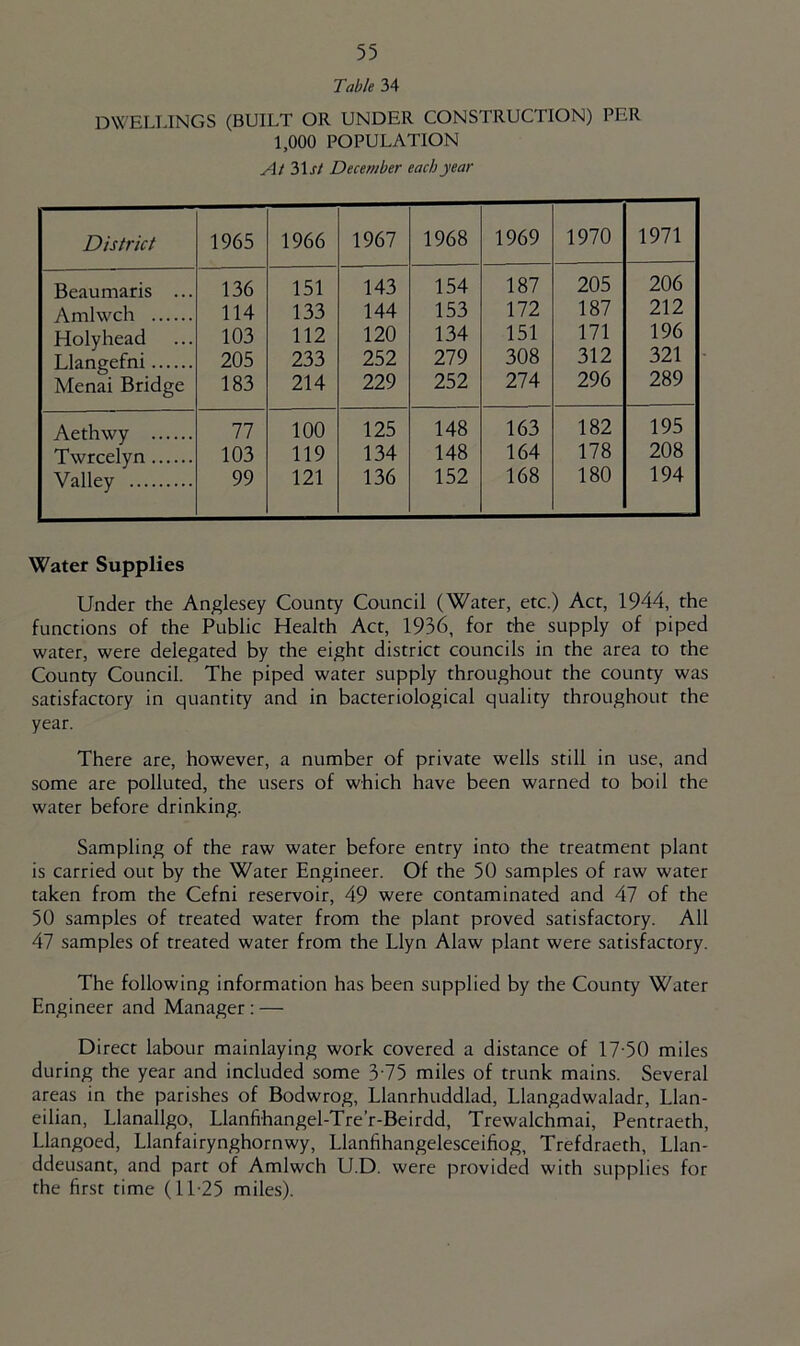 55
Table 34
DWELLINGS (BUILT OR UNDER CONSTRUCTION) PER
1,000 POPULATION
At 31st December each year
District 1965 1966 1967 1968 1969 1970 1971
Beaumaris ... 136 151 143 154 187 205 206
Amlwch ...... 114 133 144 153 172 187 212
Holyhead ... 103 112 120 134 151 171 196
Llangefni...... 205 233 252 279 308 312 321
Menai Bridge 183 214 229 252 274 296 289
Aethwy ...... 77 100 125 148 163 182 195
Twrcelyn...... 103 119 134 148 164 178 208
Valley ......... 99 121 136 152 168 180 194
Water Supplies
Under the Anglesey County Council (Water, etc.) Act, 1944, the
functions of the Public Health Act, 1936, for the supply of piped
water, were delegated by the eight district councils in the area to the
County Council. The piped water supply throughout the county was
satisfactory in quantity and in bacteriological quality throughout the
year.
There are, however, a number of private wells still in use, and
some are polluted, the users of which have been warned to boil the
water before drinking.
Sampling of the raw water before entry into the treatment plant
is carried out by the Water Engineer. Of the 50 samples of raw water
taken from the Cefni reservoir, 49 were contaminated and 47 of the
50 samples of treated water from the plant proved satisfactory. All
47 samples of treated water from the Llyn Alaw plant were satisfactory.
The following information has been supplied by the County Water
Engineer and Manager: —
Direct labour mainlaying work covered a distance of 17·50 miles
during the year and included some 3·75 miles of trunk mains. Several
areas in the parishes of Bodwrog, Llanrhuddlad, Llangadwaladr, Llan-
eilian, Llanallgo, Llanfihangel-Tre'r-Beirdd, Trewalchmai, Pentraeth,
Llangoed, Llanfairynghornwy, Llanfihangelesceifiog, Trefdraeth, Llan-
ddeusant, and part of Amlwch U.D. were provided with supplies for
the first time (11·25 miles).